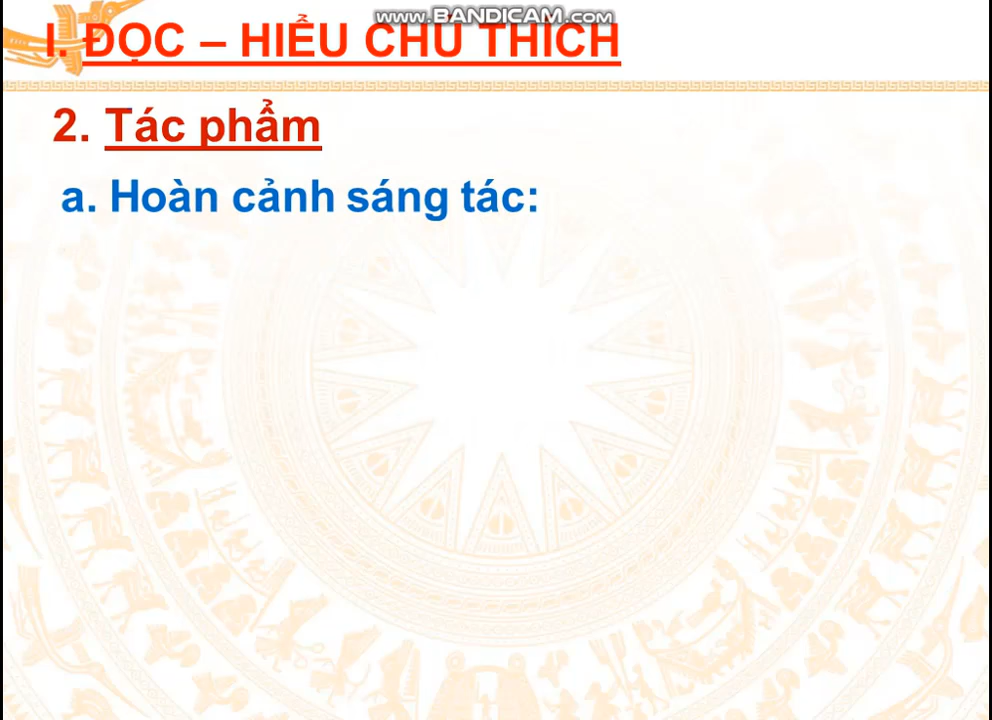 www.BANDICAM.com
I. ĐỌC – HIỂU CHÚ THÍCH
2. Tác phẩm
a. Hoàn cảnh sáng tác: